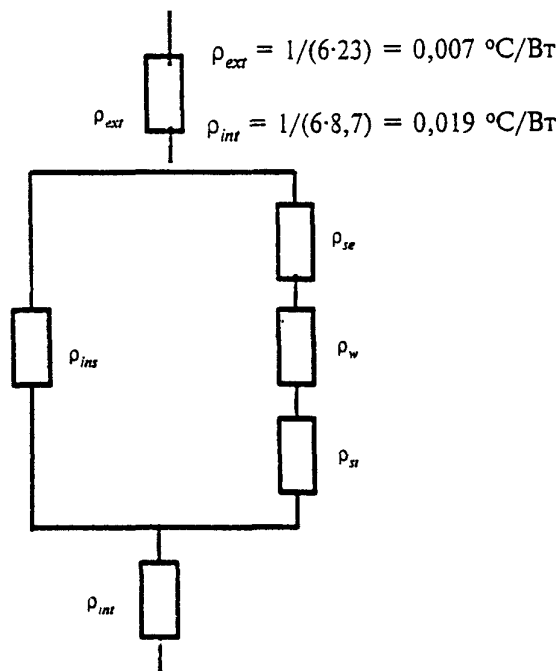 ρext = 1/(6·23) = 0,007 °C/Вт
ρext
ρint = 1/(6·8,7) = 0,019 °C/Вт
ρse
ρw
ρins
ρsi
ρint